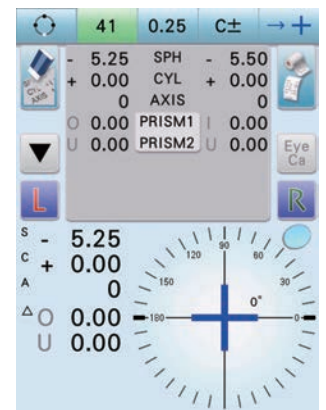 41 0.25 C± →+
- 5.25 SPH - 5.50
+ 0.00 CYL + 0.00
0 AXIS 0
O 0.00 PRISM1 I 0.00
U 0.00 PRISM2 U 0.00
▼ Eye Ca
L R
S - 5.25
C + 0.00
A 0
△ O 0.00
U 0.00
120 90 60
150 30
0°
180 0